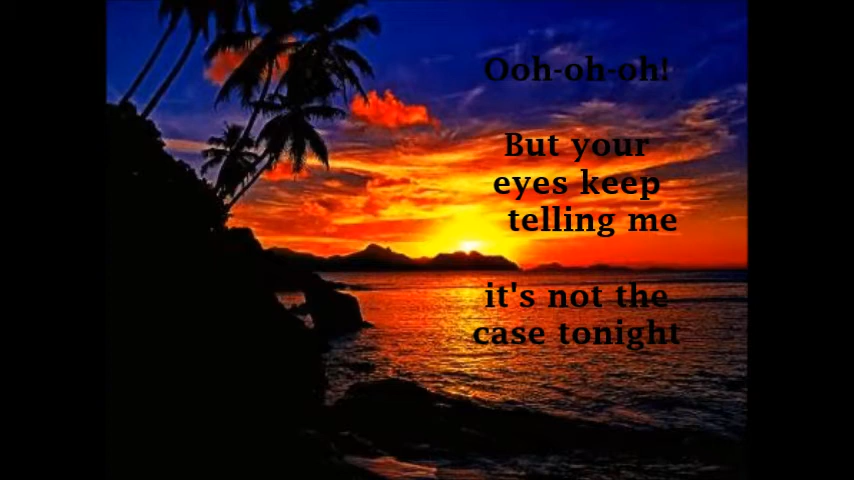 Ooh-oh-oh!
But your
eyes keep
telling me
it's not the
case tonight